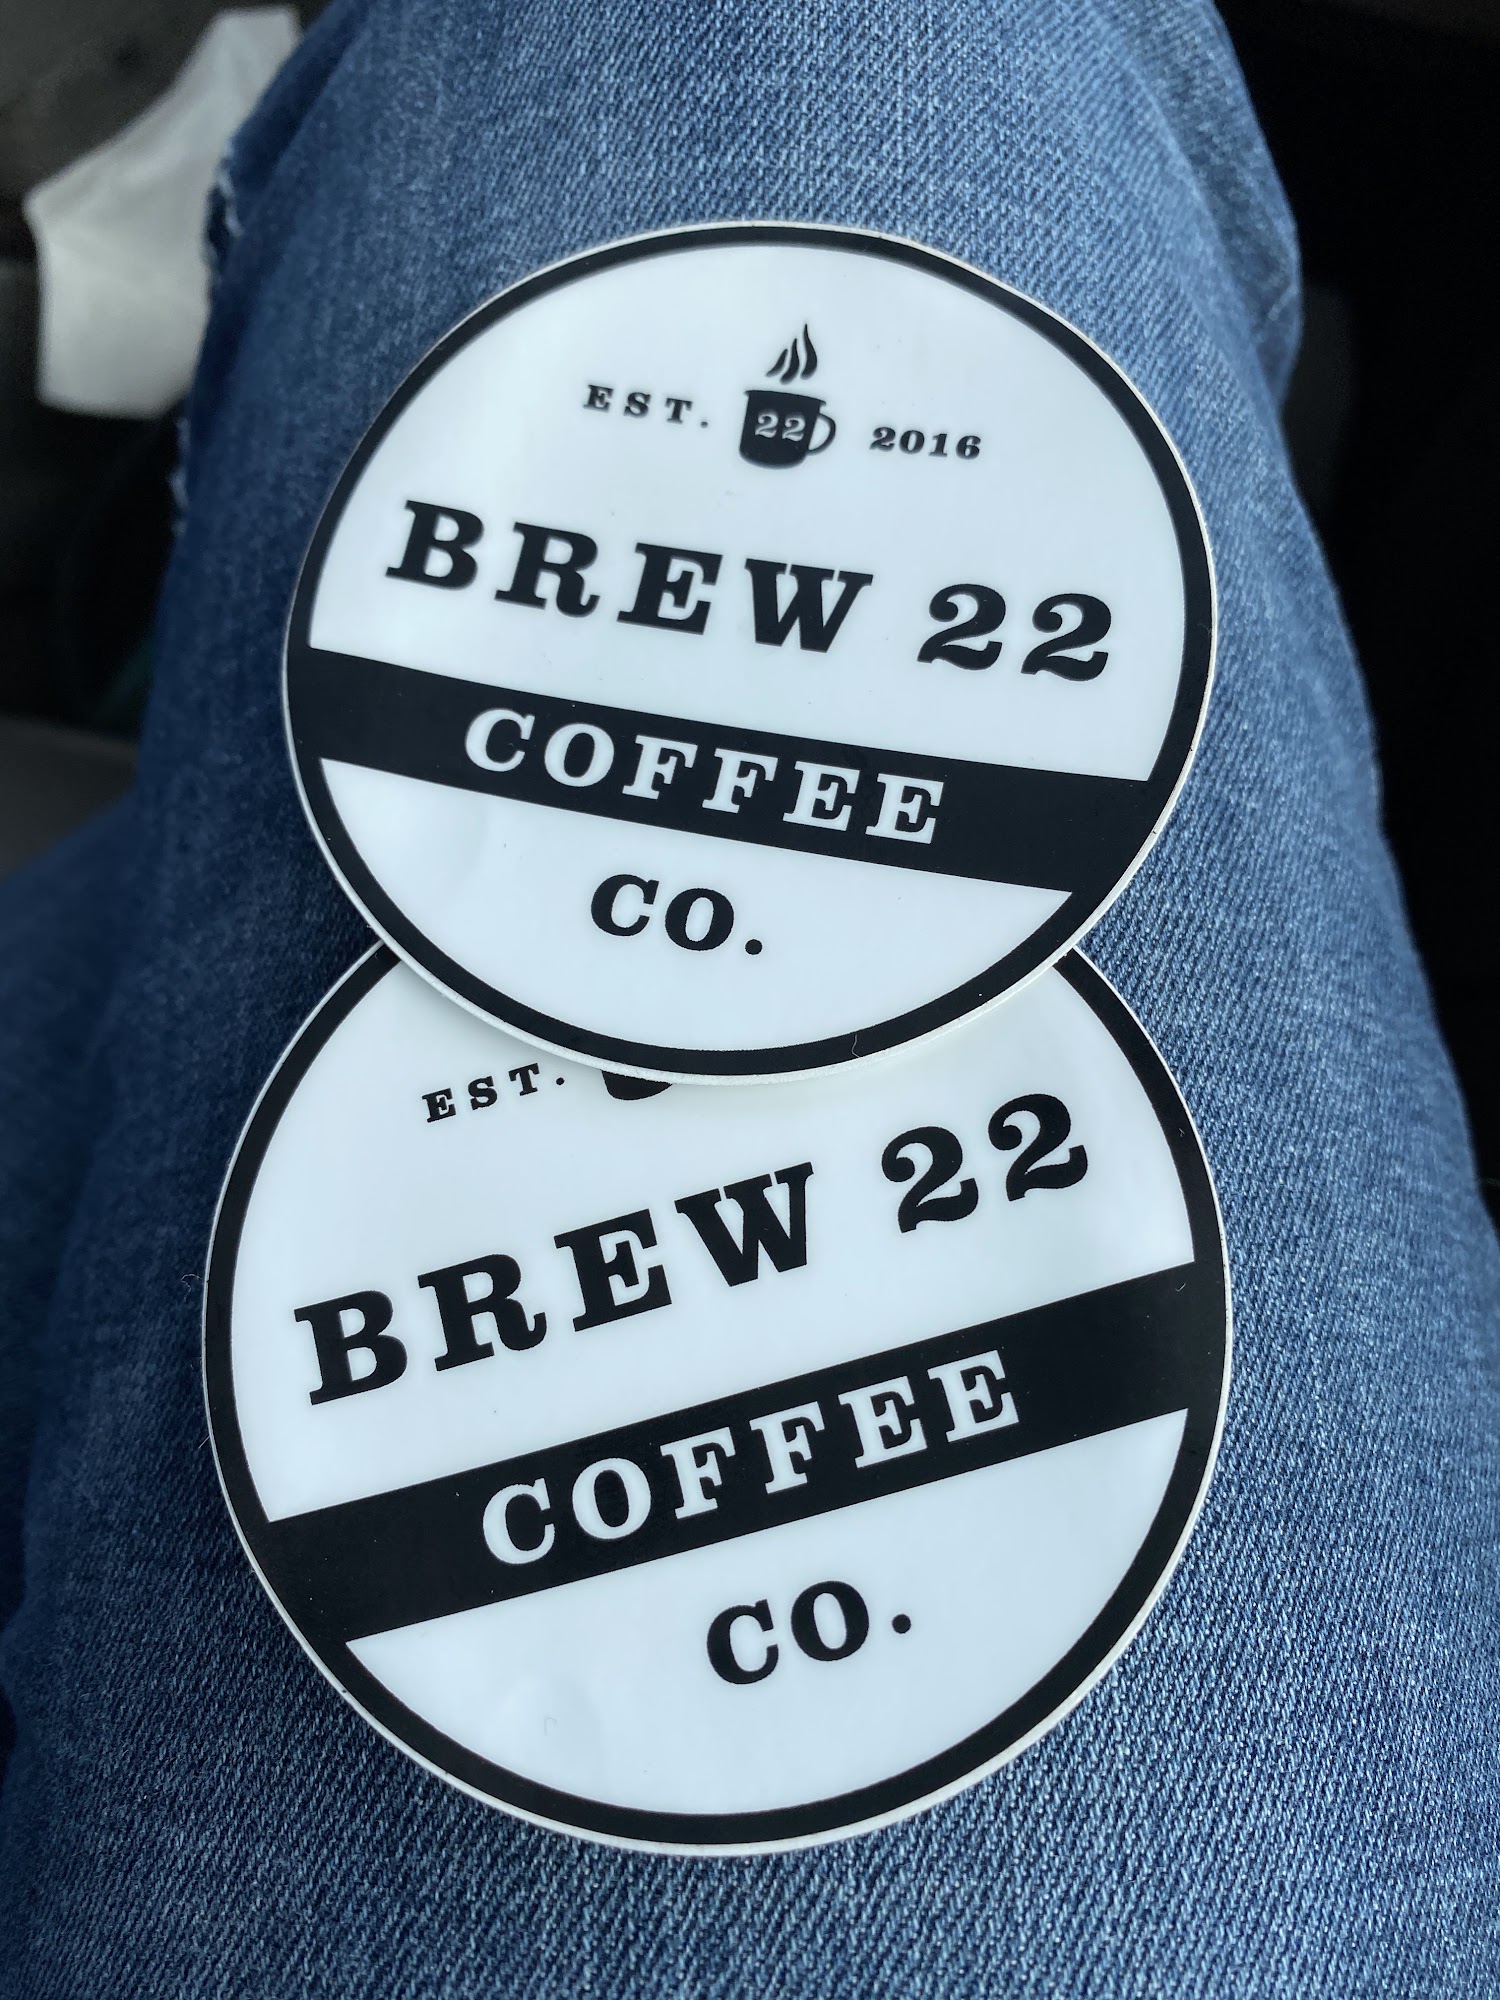 EST. 22 2016
BREW 22
COFFEE
CO.
EST.
BREW 22
COFFEE
CO.